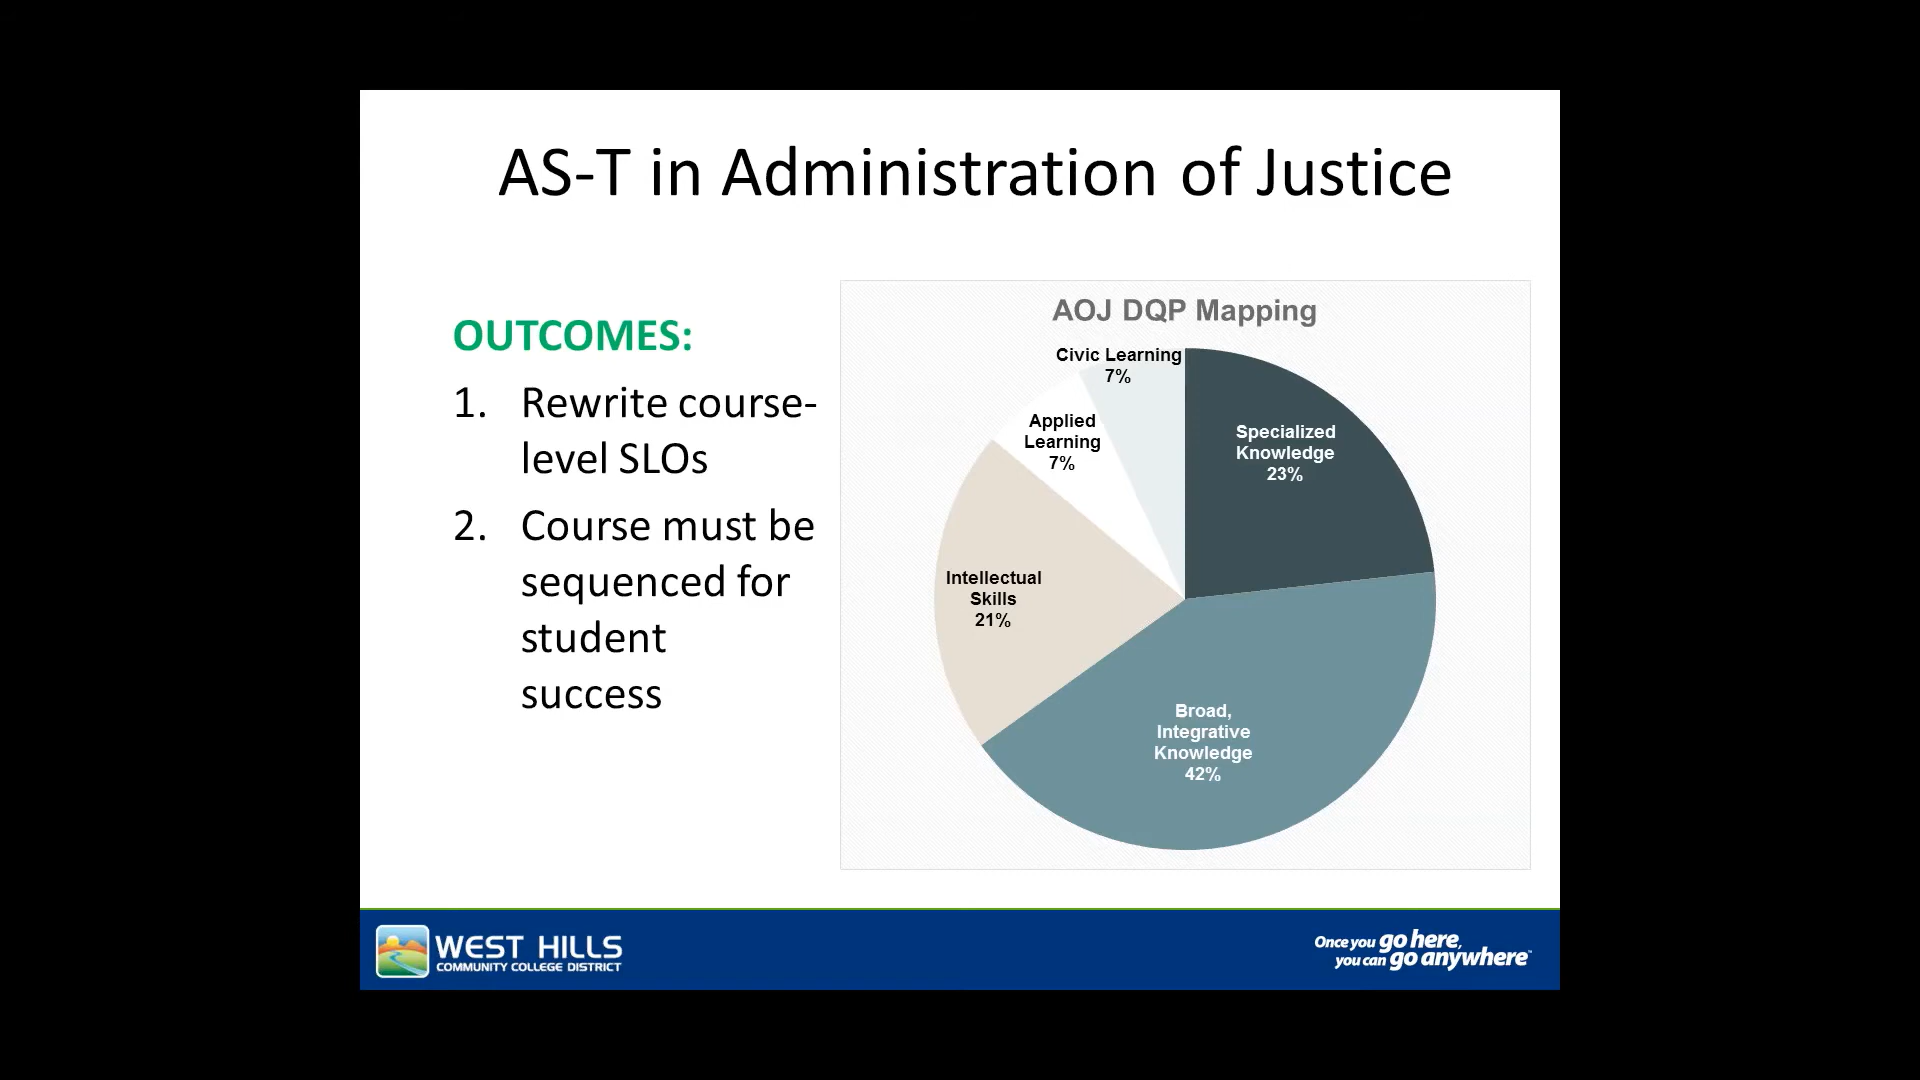 AS-T in Administration of Justice
OUTCOMES:
1. Rewrite course-
level SLOs
2. Course must be
sequenced for
student
success
AOJ DQP Mapping
Civic Learning
7%
Applied
Learning
7%
Specialized
Knowledge
23%
Intellectual
Skills
21%
Broad,
Integrative
Knowledge
42%
WEST HILLS
COMMUNITY COLLEGE DISTRICT
Once you go here,
you can go anywhere™